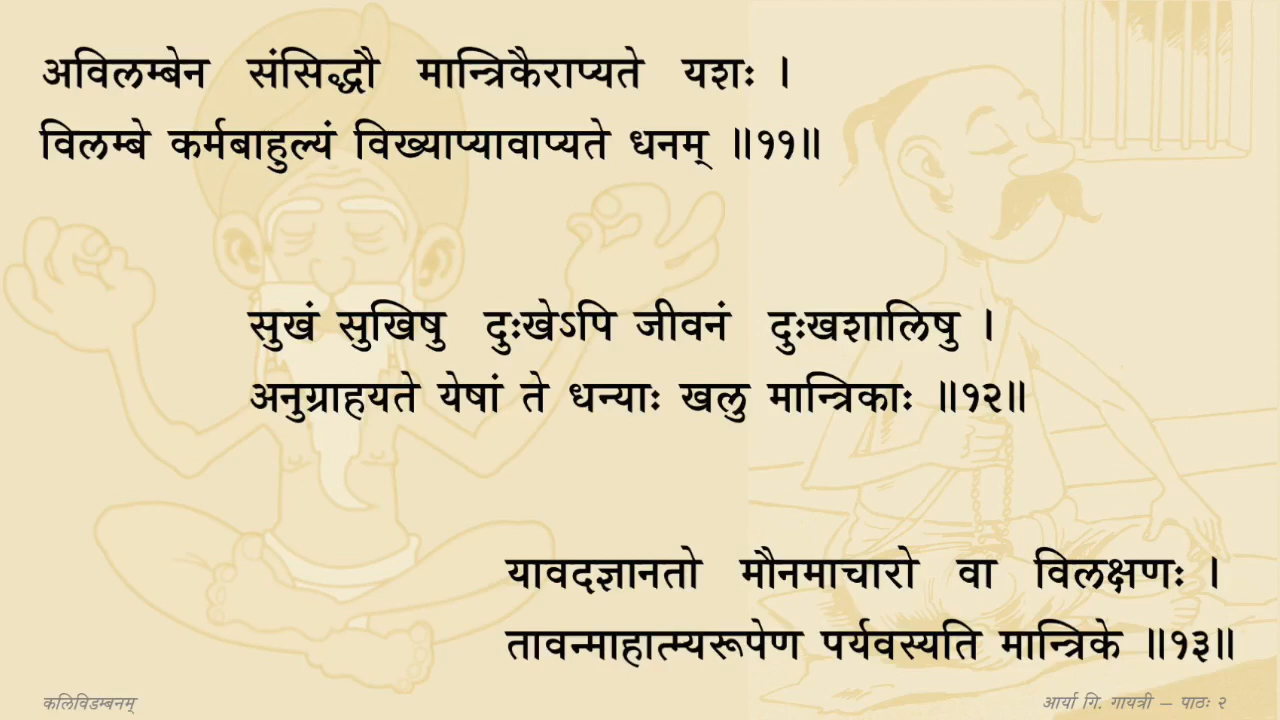 अविलम्बेन संसिद्धौ मान्त्रिकैराप्यते यशः ।
विलम्बे कर्मबाहुल्यं विख्याप्यावाप्यते धनम् ॥११॥
सुखं सुखिषु दुःखेऽपि जीवनं दुःखशालिषु ।
अनुग्राहयते येषां ते धन्याः खलु मान्त्रिकाः ॥१२॥
यावदज्ञानतो मौनमाचारो वा विलक्षणः ।
तावन्माहात्म्यरूपेण पर्यवस्यति मान्त्रिके ॥१३॥
कलिविडम्बनम्
आर्या गि. गायत्री – पाठः २